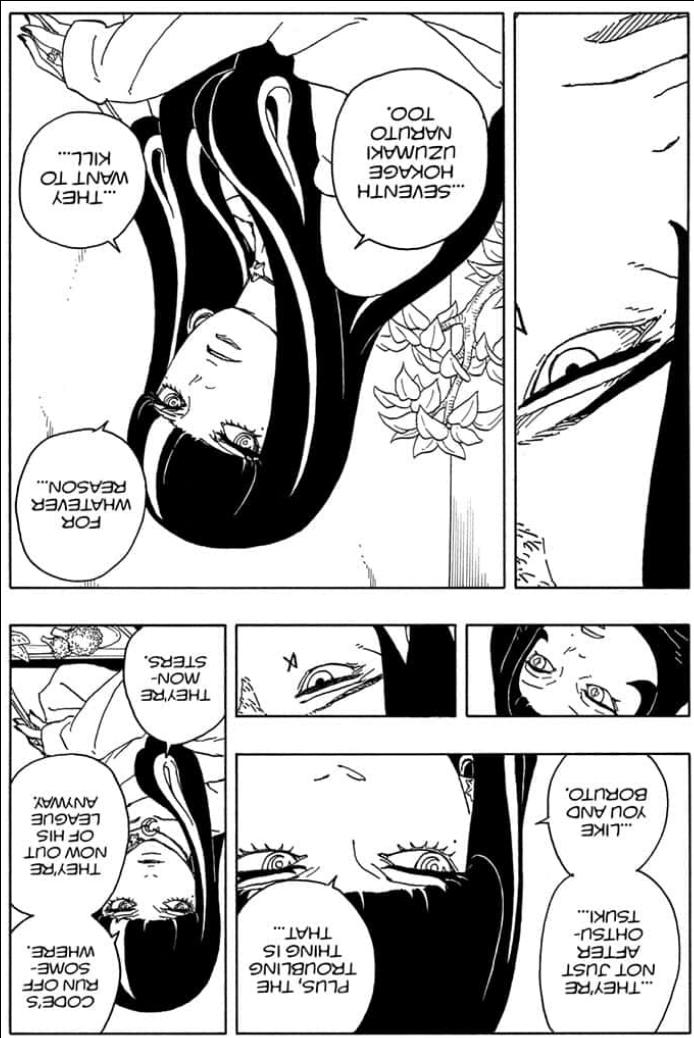 CODE'S
RUN OFF
SOME-
WHERE.
THEY'RE
NOW OUT
OF HIS
LEAGUE
ANYWAY.
THEY'RE
MON-
STERS.
PLUS, THE
TROUBLING
THING IS
THAT...
...THEY'RE
NOT JUST
AFTER
OHTSU-
TSUKI...
...LIKE
YOU AND
BORUTO.
FOR
WHATEVER
REASON...
...THEY
WANT TO
KILL...
...SEVENTH
HOKAGE
UZUMAKI
NARUTO
TOO.